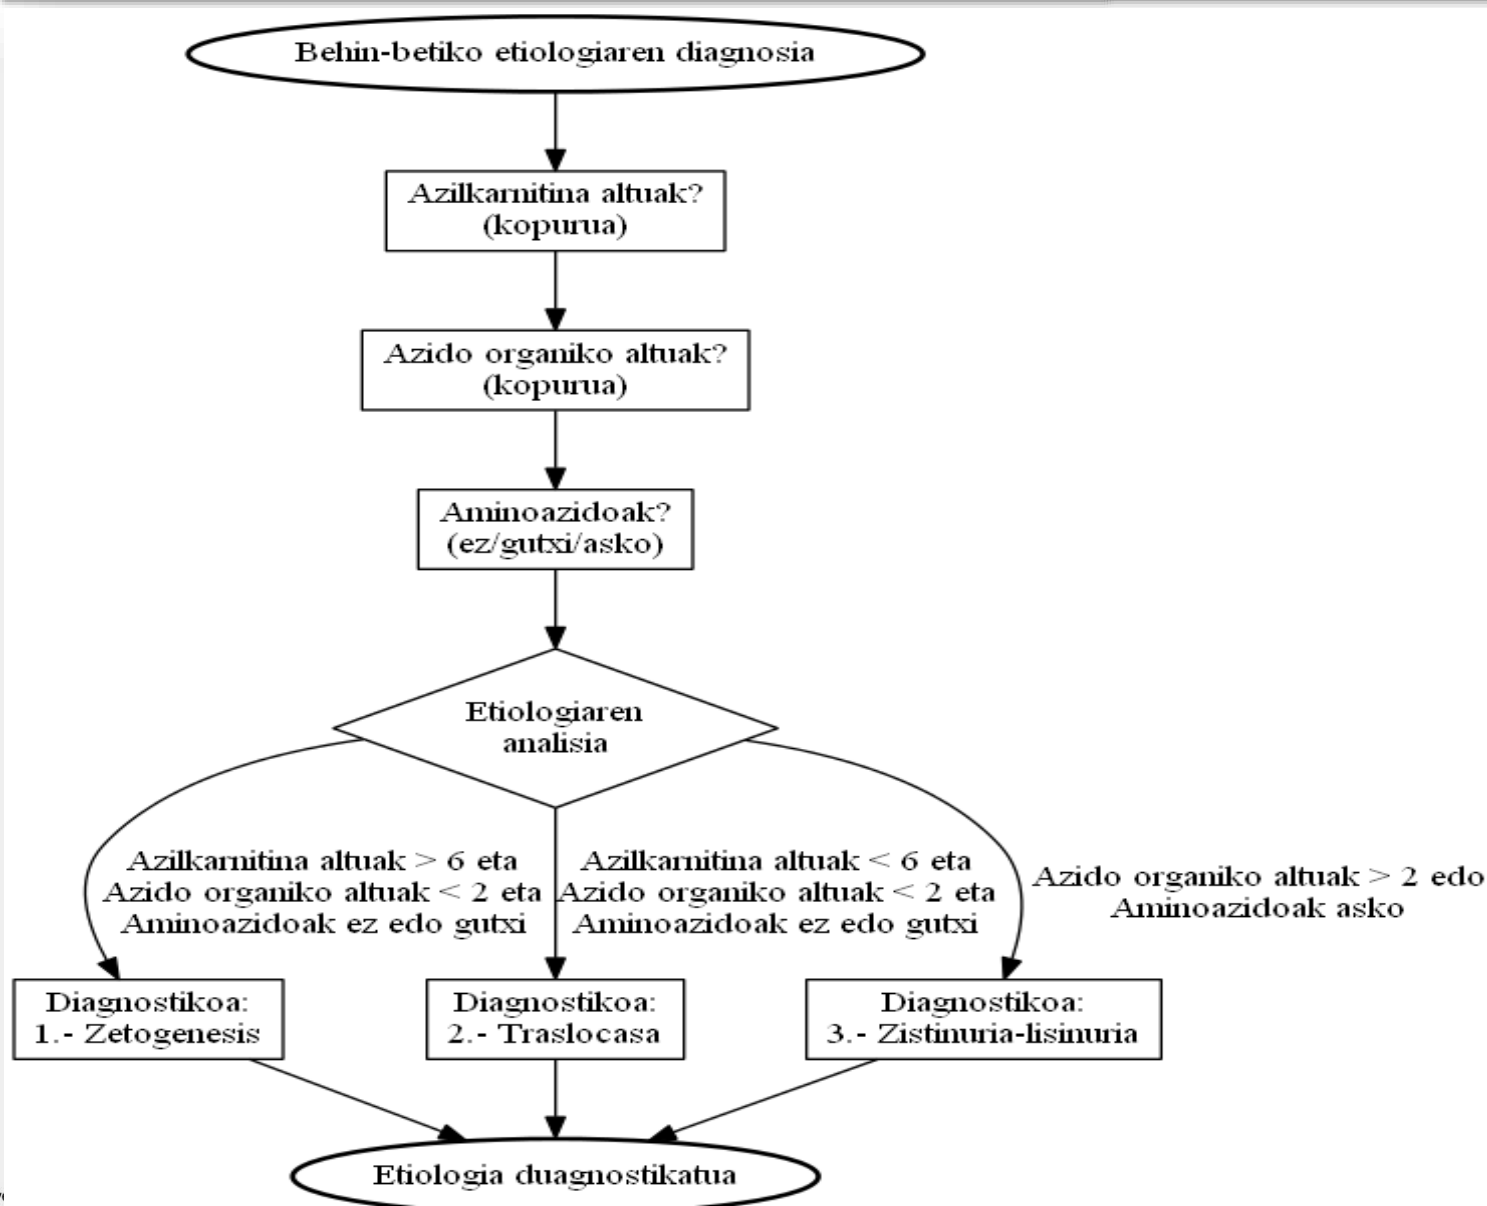 Behin-betiko etiologiaren diagnosia
Azilkarnitina altuak?
(kopurua)
Azido organiko altuak?
(kopurua)
Aminoazidoak?
(ez/gutxi/asko)
Etiologiaren
analisia
Azilkarnitina altuak > 6 eta
Azido organiko altuak < 2 eta
Aminoazidoak ez edo gutxi
Azilkarnitina altuak < 6 eta
Azido organiko altuak < 2 eta
Aminoazidoak ez edo gutxi
Azido organiko altuak > 2 edo
Aminoazidoak asko
Diagnostikoa:
1.- Zetogenesis
Diagnostikoa:
2.- Traslocasa
Diagnostikoa:
3.- Zistinuria-lisinuria
Etiologia duagnostikatua